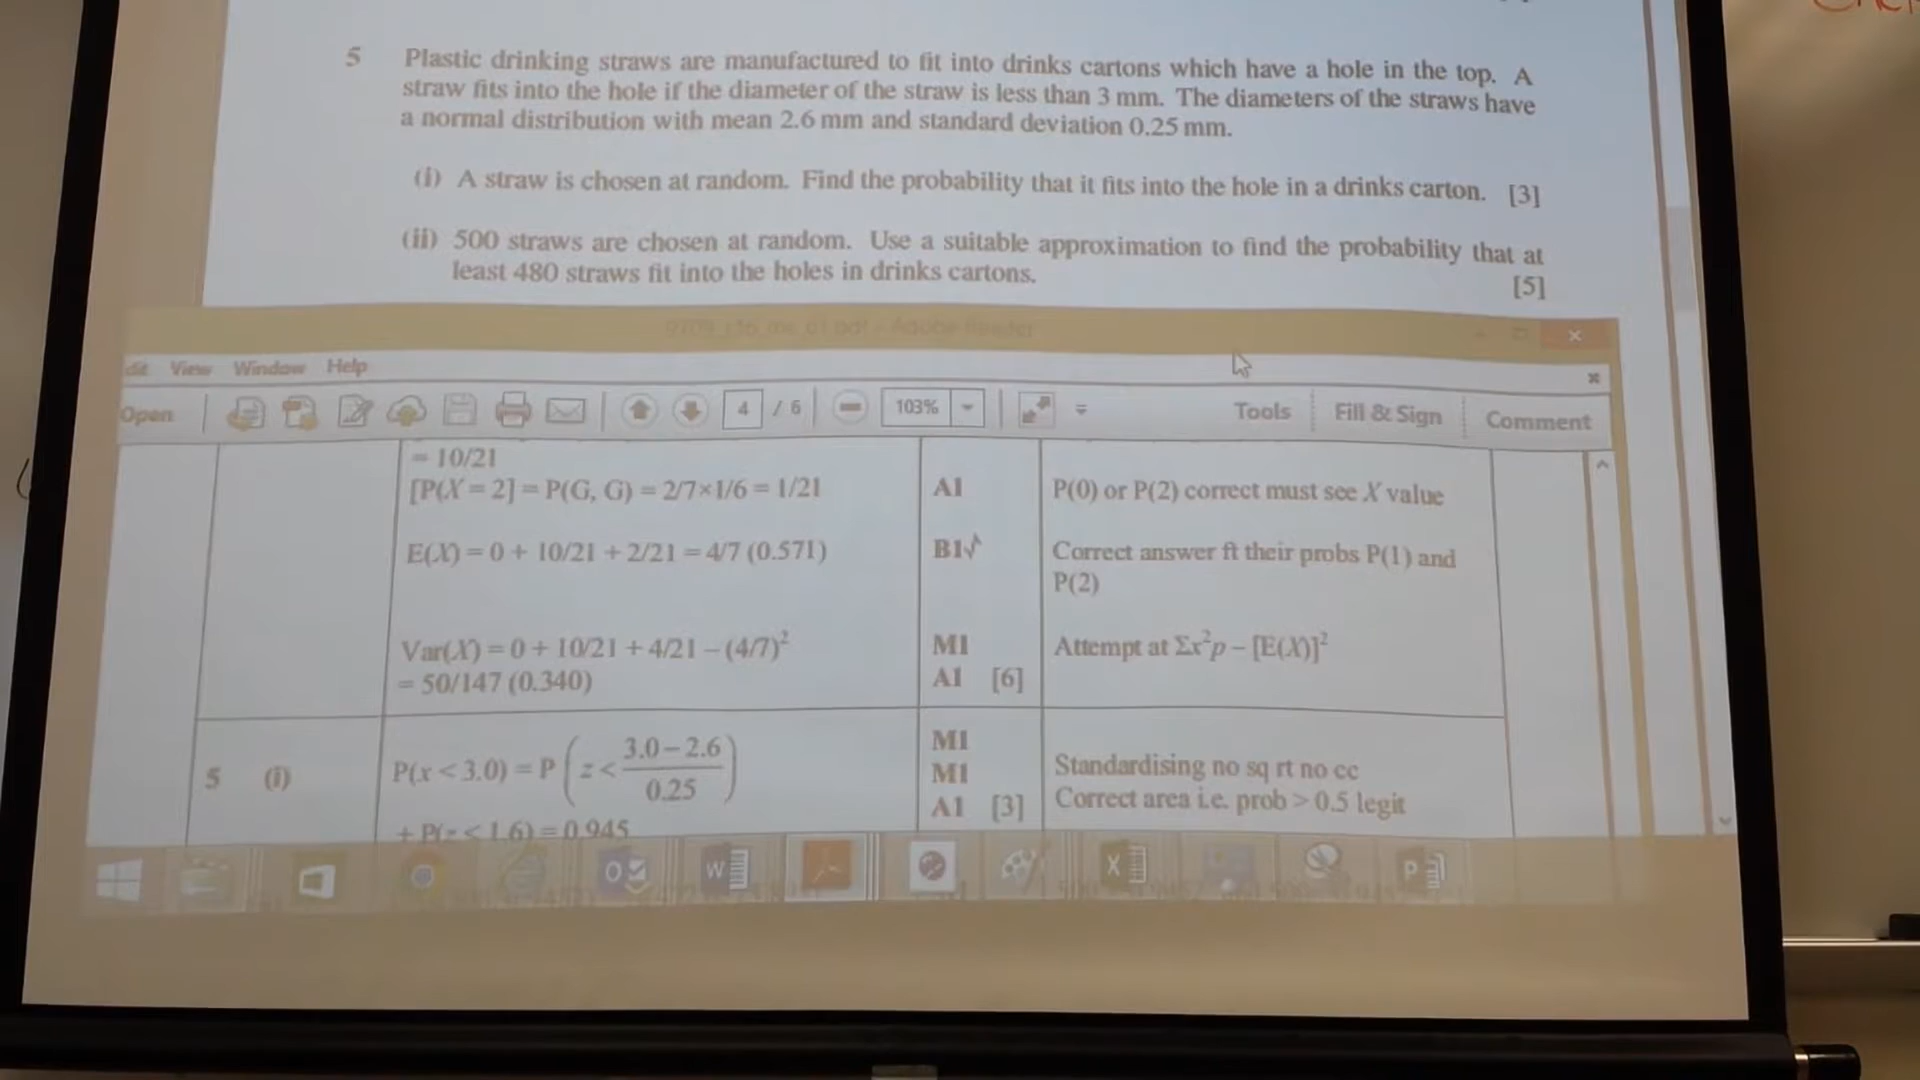 5 Plastic drinking straws are manufactured to fit into drinks cartons which have a hole in the top. A
straw fits into the hole if the diameter of the straw is less than 3 mm. The diameters of the straws have
a normal distribution with mean 2.6 mm and standard deviation 0.25 mm.
(i) A straw is chosen at random. Find the probability that it fits into the hole in a drinks carton. [3]
(ii) 500 straws are chosen at random. Use a suitable approximation to find the probability that at
least 480 straws fit into the holes in drinks cartons.
[5]
Adobe Reader
View Window Help
Open 4 / 6 103% Tools Fill & Sign Comment
= 10/21
[P(X = 2] = P(G, G) = 2/7×1/6 = 1/21 A1 P(0) or P(2) correct must see X value
E(X) = 0 + 10/21 + 2/21 = 4/7 (0.571) B1√ Correct answer ft their probs P(1) and
P(2)
Var(X) = 0 + 10/21 + 4/21 – (4/7)² M1 Attempt at Σx²p – [E(X)]²
= 50/147 (0.340) A1 [6]
5 (i) P(x < 3.0) = P(z < (3.0 – 2.6)/0.25) M1
M1 Standardising no sq rt no cc
A1 [3] Correct area i.e. prob > 0.5 legit
P(z < 1.6) = 0.945